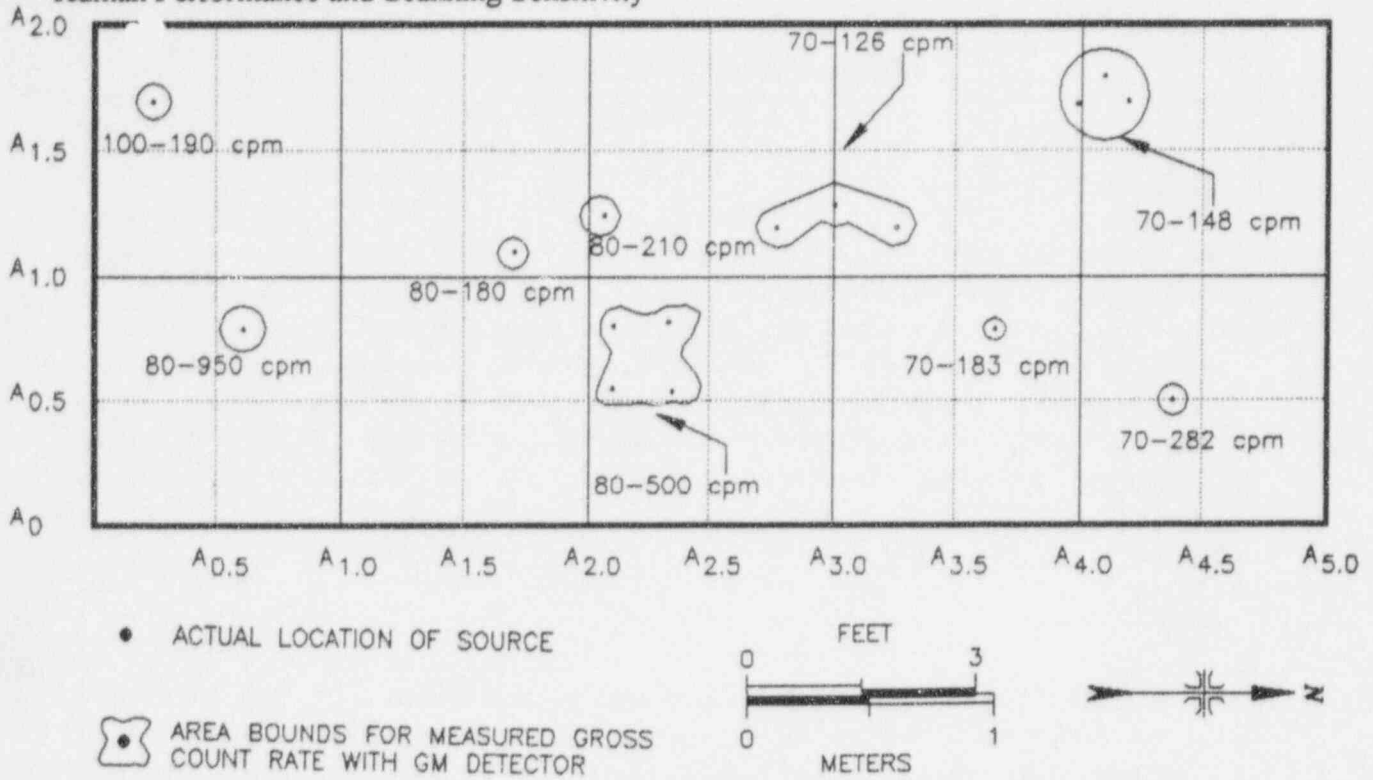 Human Performance and Scanning Sensitivity
A2.0
70-126 cpm
100-190 cpm
A1.5
70-148 cpm
80-210 cpm
A1.0
80-180 cpm
80-950 cpm
70-183 cpm
A0.5
70-282 cpm
80-500 cpm
A0
A0.5 A1.0 A1.5 A2.0 A2.5 A3.0 A3.5 A4.0 A4.5 A5.0
ACTUAL LOCATION OF SOURCE
AREA BOUNDS FOR MEASURED GROSS
COUNT RATE WITH GM DETECTOR
FEET
0 3
0 1
METERS
N